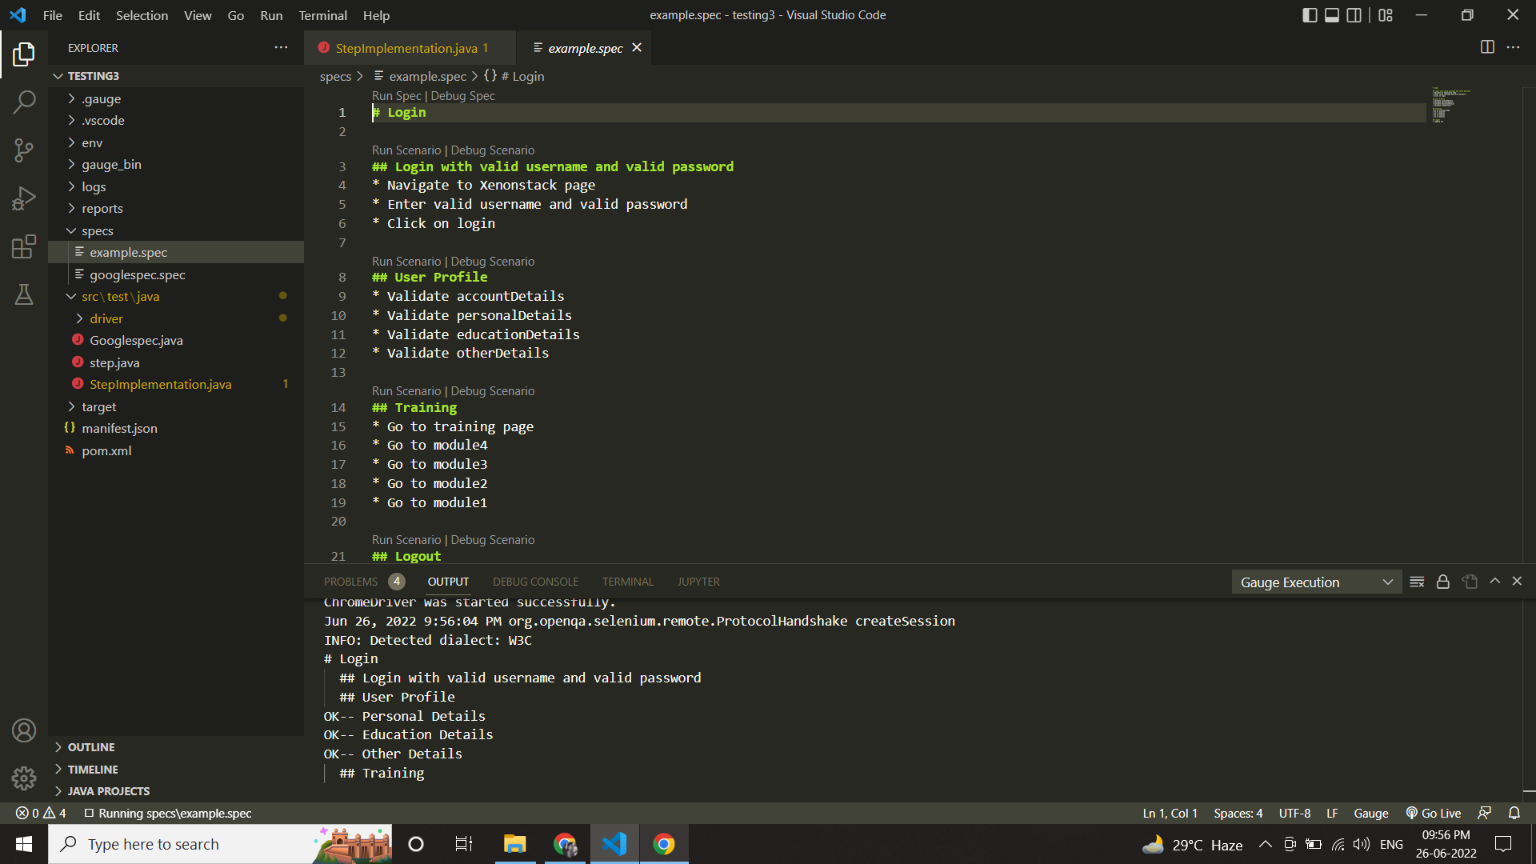 File Edit Selection View Go Run Terminal Help
example.spec - testing3 - Visual Studio Code
EXPLORER
TESTING3
.gauge
.vscode
env
gauge_bin
logs
reports
specs
example.spec
googlespec.spec
src\test\java
driver
Googlespec.java
step.java
StepImplementation.java 1
target
manifest.json
pom.xml
OUTLINE
TIMELINE
JAVA PROJECTS
StepImplementation.java 1
example.spec
specs > example.spec > {} # Login
Run Spec | Debug Spec
1 # Login
2
Run Scenario | Debug Scenario
3 ## Login with valid username and valid password
4 * Navigate to Xenonstack page
5 * Enter valid username and valid password
6 * Click on login
7
Run Scenario | Debug Scenario
8 ## User Profile
9 * Validate accountDetails
10 * Validate personalDetails
11 * Validate educationDetails
12 * Validate otherDetails
13
Run Scenario | Debug Scenario
14 ## Training
15 * Go to training page
16 * Go to module4
17 * Go to module3
18 * Go to module2
19 * Go to module1
20
Run Scenario | Debug Scenario
21 ## Logout
PROBLEMS 4 OUTPUT DEBUG CONSOLE TERMINAL JUPYTER
Gauge Execution
ChromeDriver was started successfully.
Jun 26, 2022 9:56:04 PM org.openqa.selenium.remote.ProtocolHandshake createSession
INFO: Detected dialect: W3C
# Login
## Login with valid username and valid password
## User Profile
OK-- Personal Details
OK-- Education Details
OK-- Other Details
## Training
0 4 Running specs\example.spec
Ln 1, Col 1 Spaces: 4 UTF-8 LF Gauge Go Live
Type here to search
29°C Haze
ENG
09:56 PM
26-06-2022